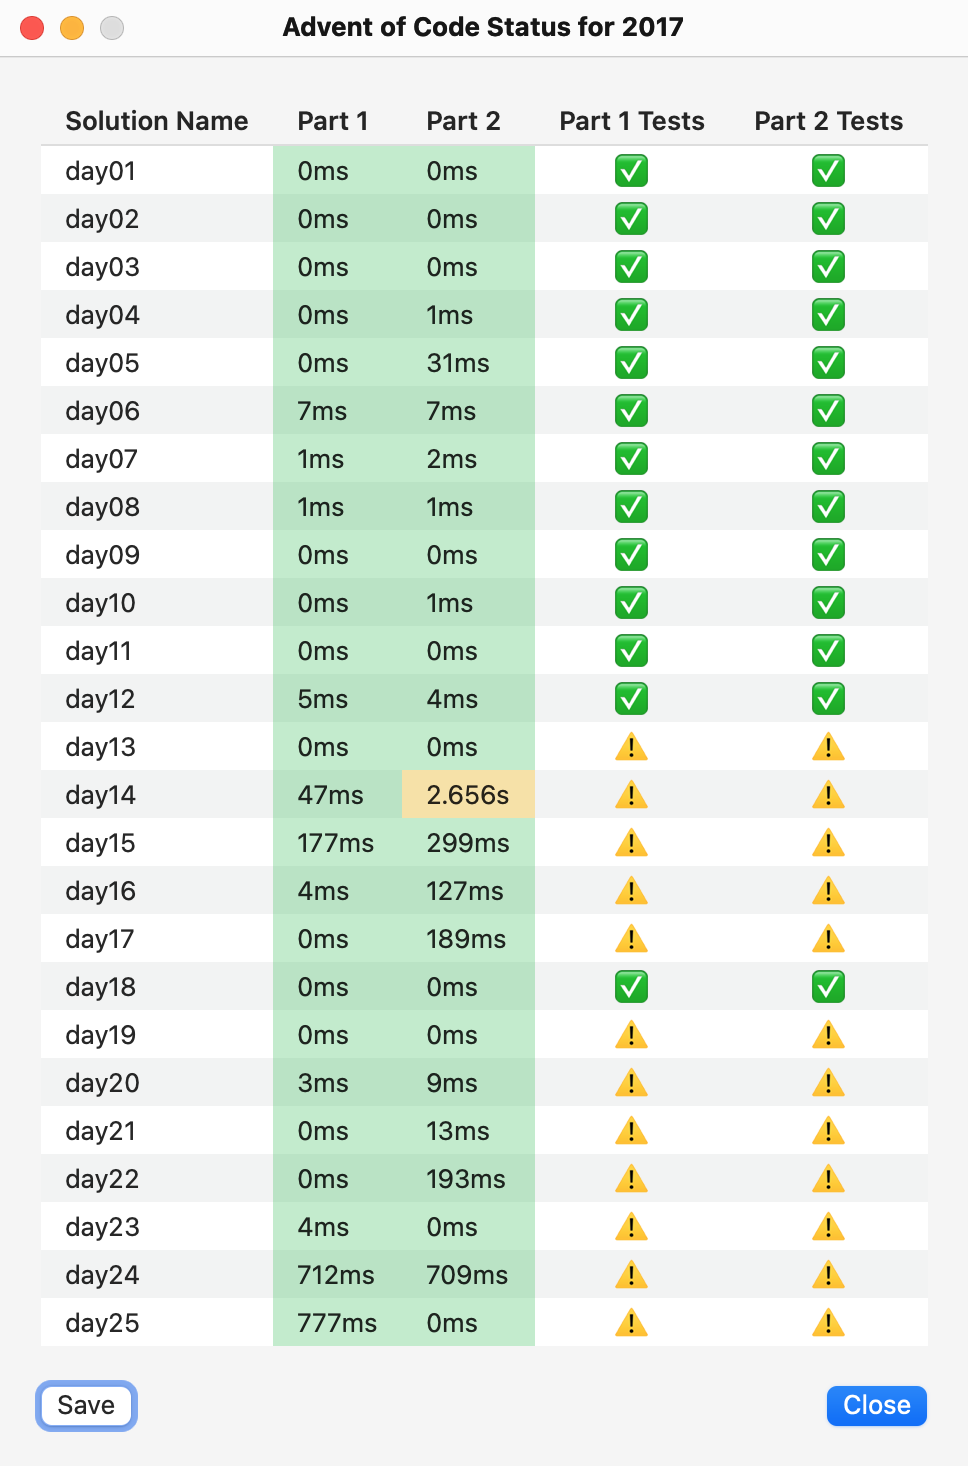 Advent of Code Status for 2017
Solution Name Part 1 Part 2 Part 1 Tests Part 2 Tests
day01 0ms 0ms ✅ ✅
day02 0ms 0ms ✅ ✅
day03 0ms 0ms ✅ ✅
day04 0ms 1ms ✅ ✅
day05 0ms 31ms ✅ ✅
day06 7ms 7ms ✅ ✅
day07 1ms 2ms ✅ ✅
day08 1ms 1ms ✅ ✅
day09 0ms 0ms ✅ ✅
day10 0ms 1ms ✅ ✅
day11 0ms 0ms ✅ ✅
day12 5ms 4ms ✅ ✅
day13 0ms 0ms ⚠️ ⚠️
day14 47ms 2.656s ⚠️ ⚠️
day15 177ms 299ms ⚠️ ⚠️
day16 4ms 127ms ⚠️ ⚠️
day17 0ms 189ms ⚠️ ⚠️
day18 0ms 0ms ✅ ✅
day19 0ms 0ms ⚠️ ⚠️
day20 3ms 9ms ⚠️ ⚠️
day21 0ms 13ms ⚠️ ⚠️
day22 0ms 193ms ⚠️ ⚠️
day23 4ms 0ms ⚠️ ⚠️
day24 712ms 709ms ⚠️ ⚠️
day25 777ms 0ms ⚠️ ⚠️
Save Close